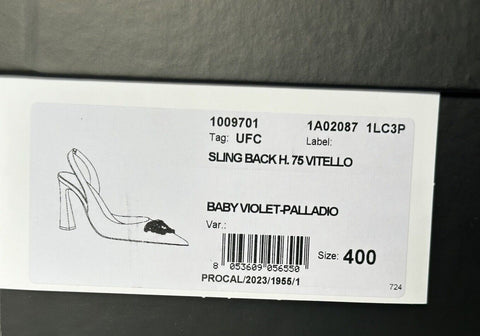 1009701 1A02087 1LC3P
Tag: UFC Label:
SLING BACK H. 75 VITELLO
BABY VIOLET-PALLADIO
Var.:
Size: 400
8 053609 056550
PROCAL/2023/1955/1
724